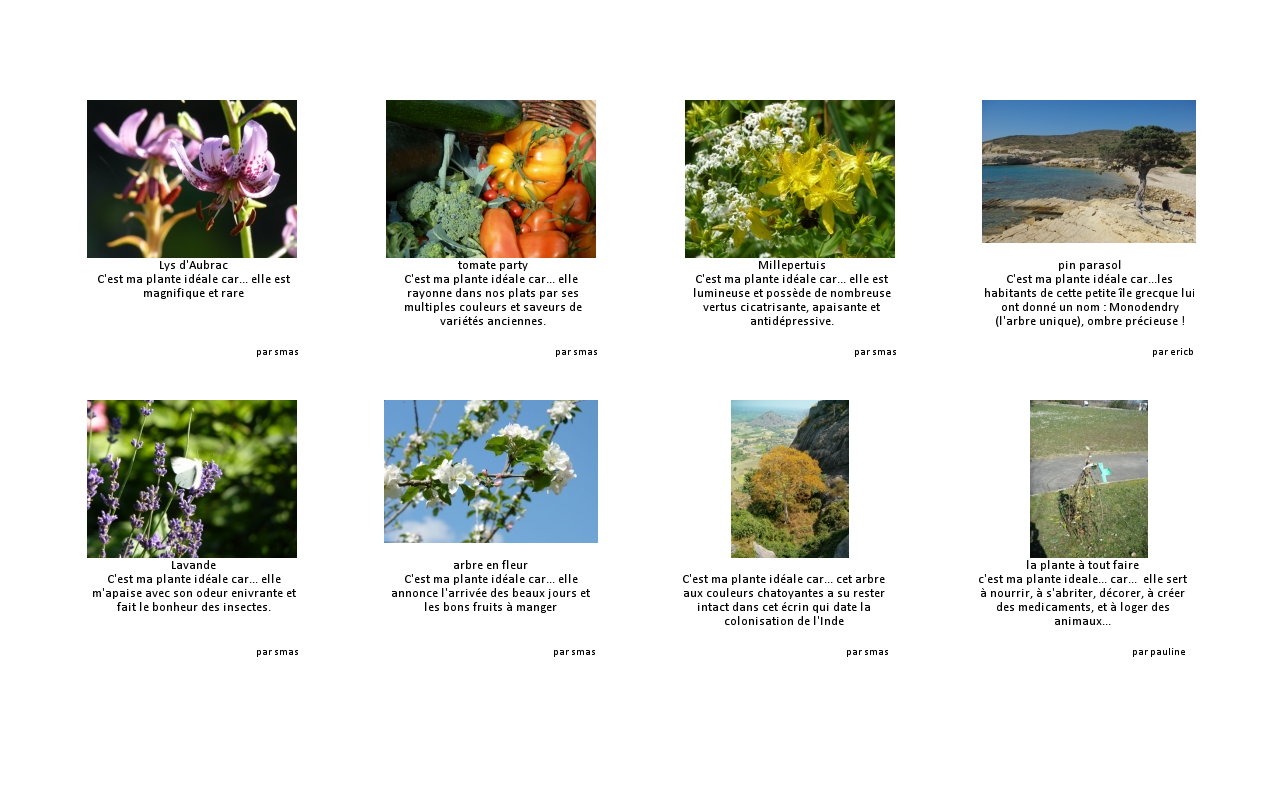 Lys d'Aubrac
C'est ma plante idéale car... elle est
magnifique et rare
par smas
tomate party
C'est ma plante idéale car... elle
rayonne dans nos plats par ses
multiples couleurs et saveurs de
variétés anciennes.
par smas
Millepertuis
C'est ma plante idéale car... elle est
lumineuse et possède de nombreuse
vertus cicatrisante, apaisante et
antidépressive.
par smas
pin parasol
C'est ma plante idéale car...les
habitants de cette petite île grecque lui
ont donné un nom : Monodendry
(l'arbre unique), ombre précieuse !
par ericb
Lavande
C'est ma plante idéale car... elle
m'apaise avec son odeur enivrante et
fait le bonheur des insectes.
par smas
arbre en fleur
C'est ma plante idéale car... elle
annonce l'arrivée des beaux jours et
les bons fruits à manger
par smas
C'est ma plante idéale car... cet arbre
aux couleurs chatoyantes a su rester
intact dans cet écrin qui date la
colonisation de l'Inde
par smas
la plante à tout faire
c'est ma plante ideale... car... elle sert
à nourrir, à s'abriter, décorer, à créer
des medicaments, et à loger des
animaux...
par pauline